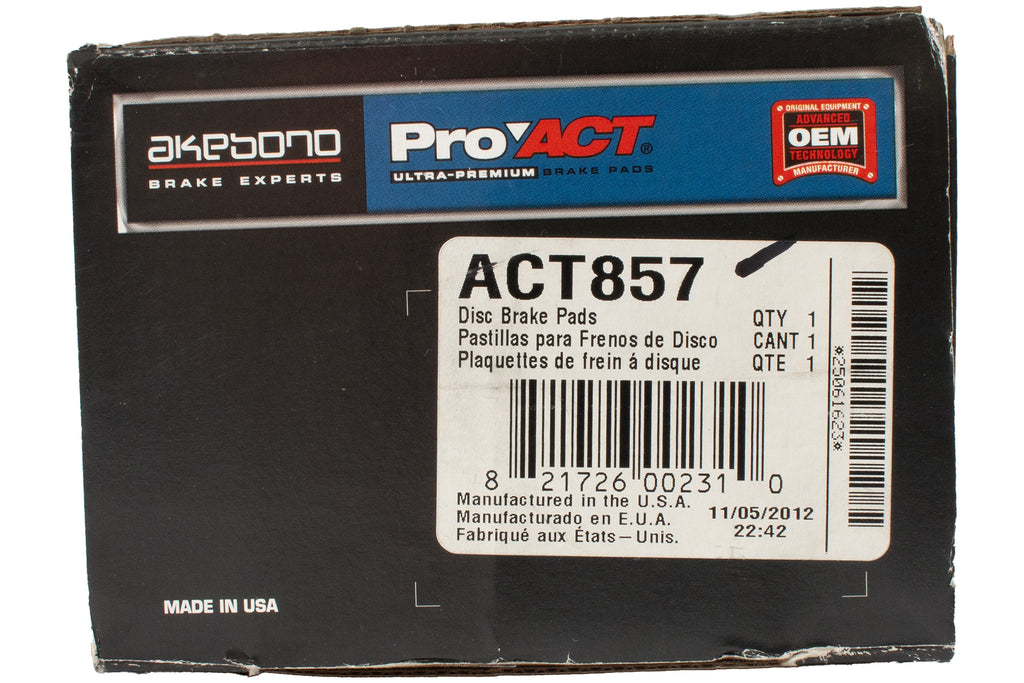 akebono
BRAKE EXPERTS
Pro ACT®
ULTRA-PREMIUM BRAKE PADS
ORIGINAL EQUIPMENT
ADVANCED
OEM
TECHNOLOGY
MANUFACTURER
ACT857
Disc Brake Pads QTY 1
Pastillas para Frenos de Disco CANT 1
Plaquettes de frein á disque QTE 1
*25061623*
8 21726 00231 0
Manufactured in the U.S.A.
Manufacturado en E.U.A.
Fabriqué aux États-Unis.
11/05/2012
22:42
MADE IN USA